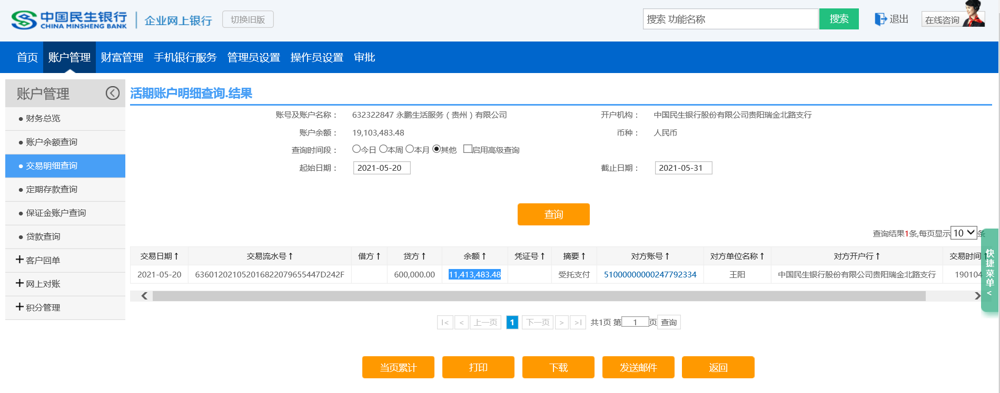 中国民生银行
CHINA MINSHENG BANK
企业网上银行
切换旧版
搜索 功能名称
搜索
退出
在线咨询
首页 账户管理 财富管理 手机银行服务 管理员设置 操作员设置 审批
账户管理
财务总览
账户余额查询
交易明细查询
定期存款查询
保证金账户查询
贷款查询
客户回单
网上对账
积分管理
活期账户明细查询.结果
账号及账户名称： 632322847 永鹏生活服务（贵州）有限公司 开户机构： 中国民生银行股份有限公司贵阳瑞金北路支行
账户余额： 19,103,483.48 币种： 人民币
查询时间段： 今日 本周 本月 其他 启用高级查询
起始日期： 2021-05-20 截止日期： 2021-05-31
查询
查询结果1条,每页显示10条
交易日期↑ 交易流水号↑ 借方↑ 贷方↑ 余额↑ 凭证号↑ 摘要↑ 对方账号↑ 对方单位名称↑ 对方开户行↑ 交易时间↑
2021-05-20 636012021052016822079655447D242F 600,000.00 11,413,483.48 受托支付 51000000000247792334 王阳 中国民生银行股份有限公司贵阳瑞金北路支行 190104
快捷菜单<
|< < 上一页 1 下一页 > >| 共1页 第1页 查询
当页累计 打印 下载 发送邮件 返回